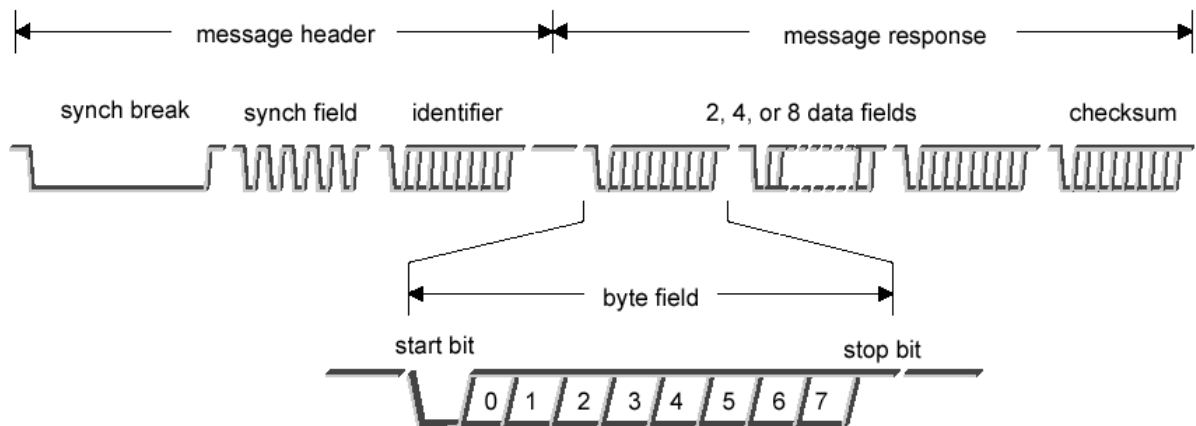 message header message response
synch break synch field identifier 2, 4, or 8 data fields checksum
byte field
start bit stop bit
0 1 2 3 4 5 6 7